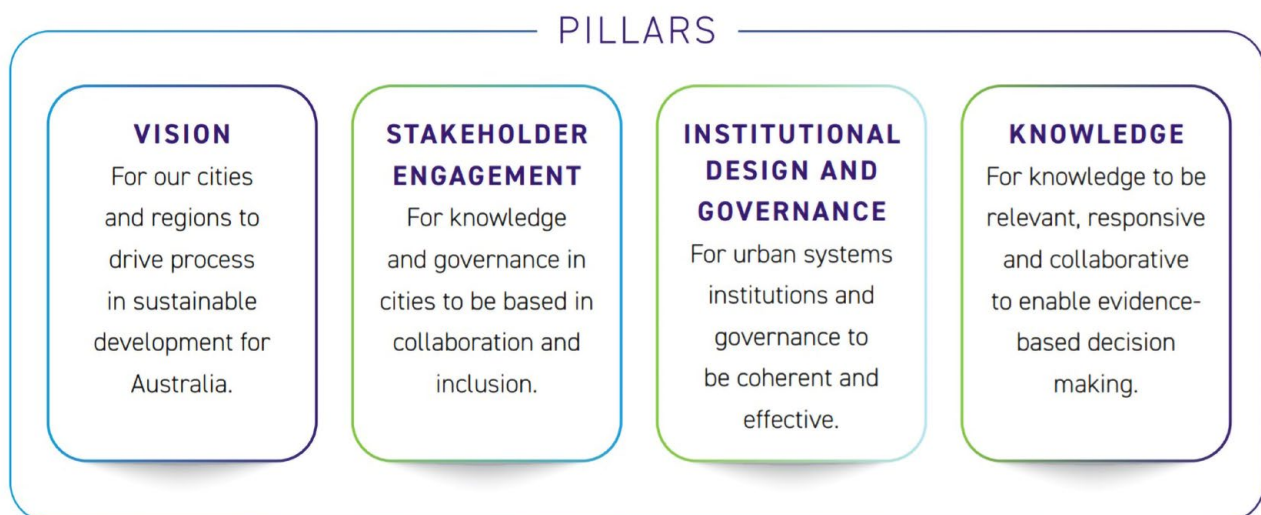 PILLARS
VISION
For our cities
and regions to
drive process
in sustainable
development for
Australia.
STAKEHOLDER
ENGAGEMENT
For knowledge
and governance in
cities to be based in
collaboration and
inclusion.
INSTITUTIONAL
DESIGN AND
GOVERNANCE
For urban systems
institutions and
governance to
be coherent and
effective.
KNOWLEDGE
For knowledge to be
relevant, responsive
and collaborative
to enable evidence-
based decision
making.